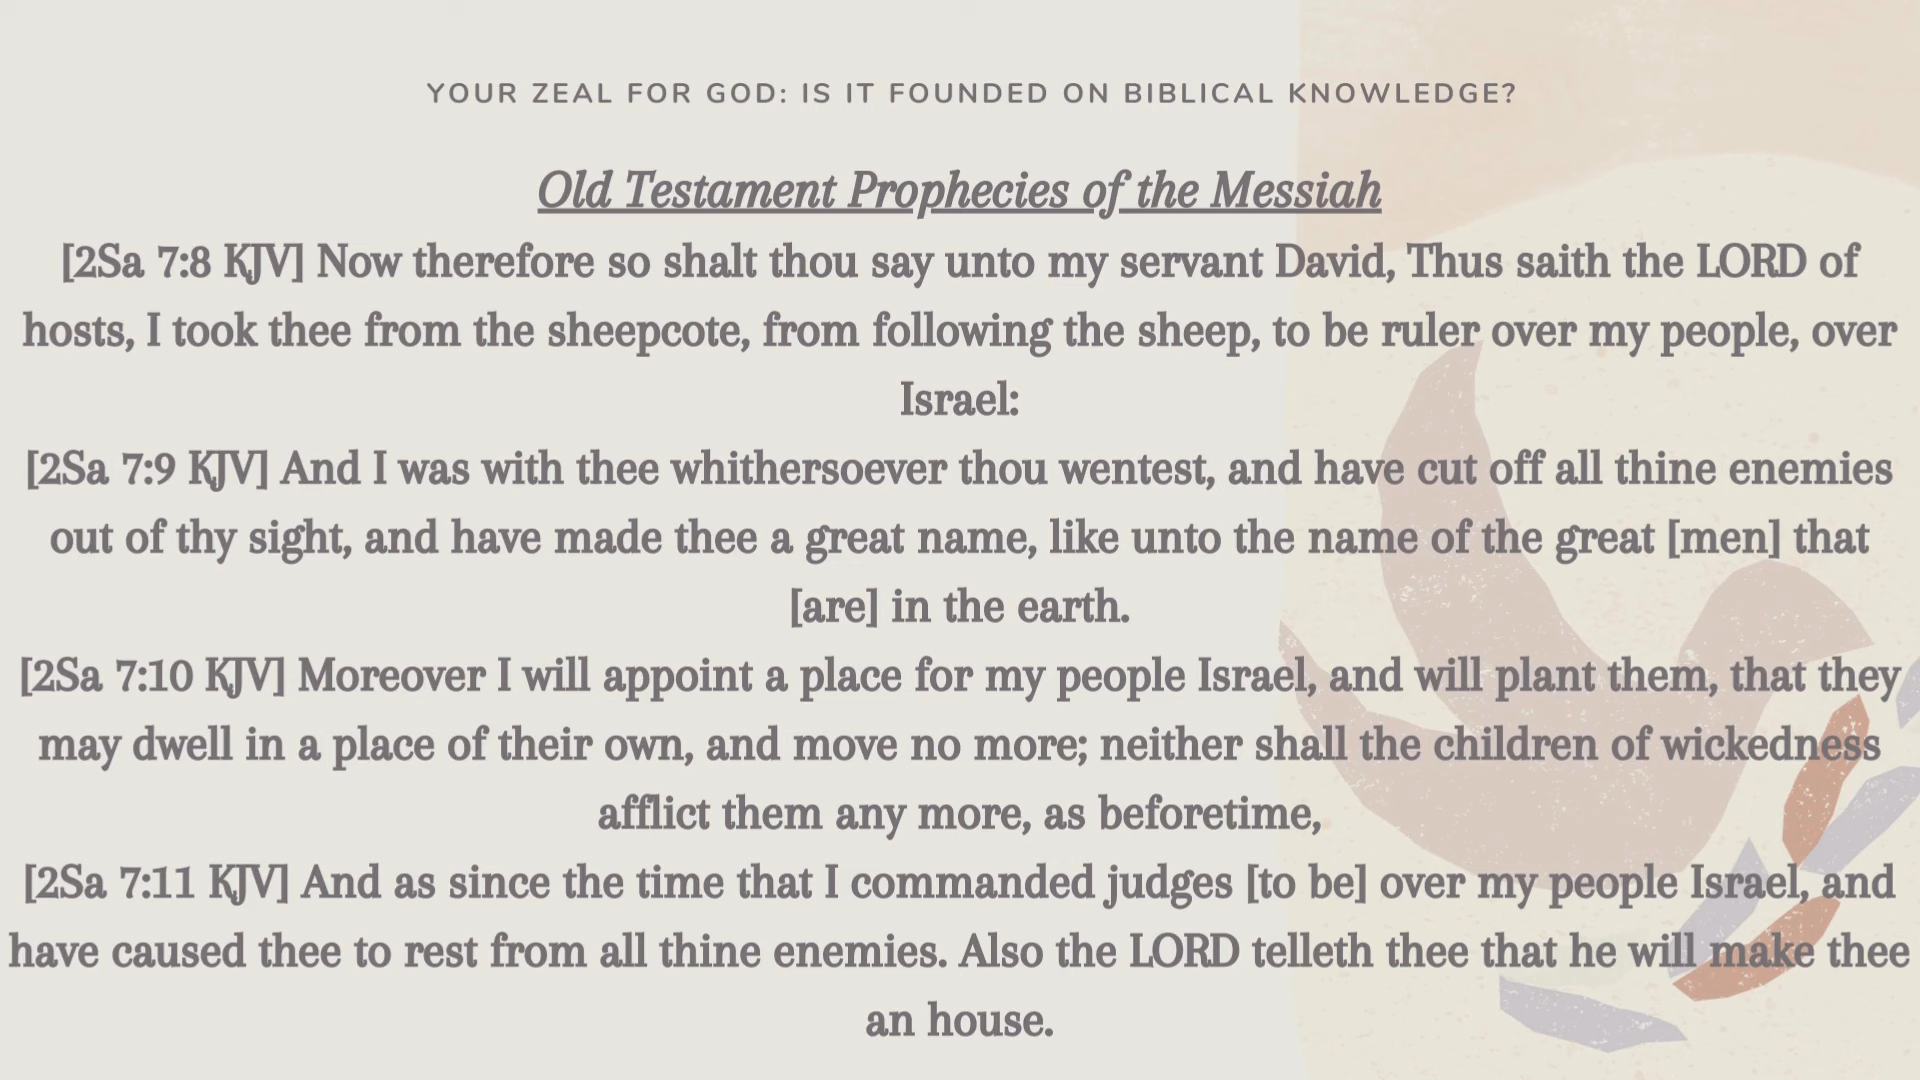 YOUR ZEAL FOR GOD: IS IT FOUNDED ON BIBLICAL KNOWLEDGE?
Old Testament Prophecies of the Messiah
[2Sa 7:8 KJV] Now therefore so shalt thou say unto my servant David, Thus saith the LORD of
hosts, I took thee from the sheepcote, from following the sheep, to be ruler over my people, over
Israel:
[2Sa 7:9 KJV] And I was with thee whithersoever thou wentest, and have cut off all thine enemies
out of thy sight, and have made thee a great name, like unto the name of the great [men] that
[are] in the earth.
[2Sa 7:10 KJV] Moreover I will appoint a place for my people Israel, and will plant them, that they
may dwell in a place of their own, and move no more; neither shall the children of wickedness
afflict them any more, as beforetime,
[2Sa 7:11 KJV] And as since the time that I commanded judges [to be] over my people Israel, and
have caused thee to rest from all thine enemies. Also the LORD telleth thee that he will make thee
an house.